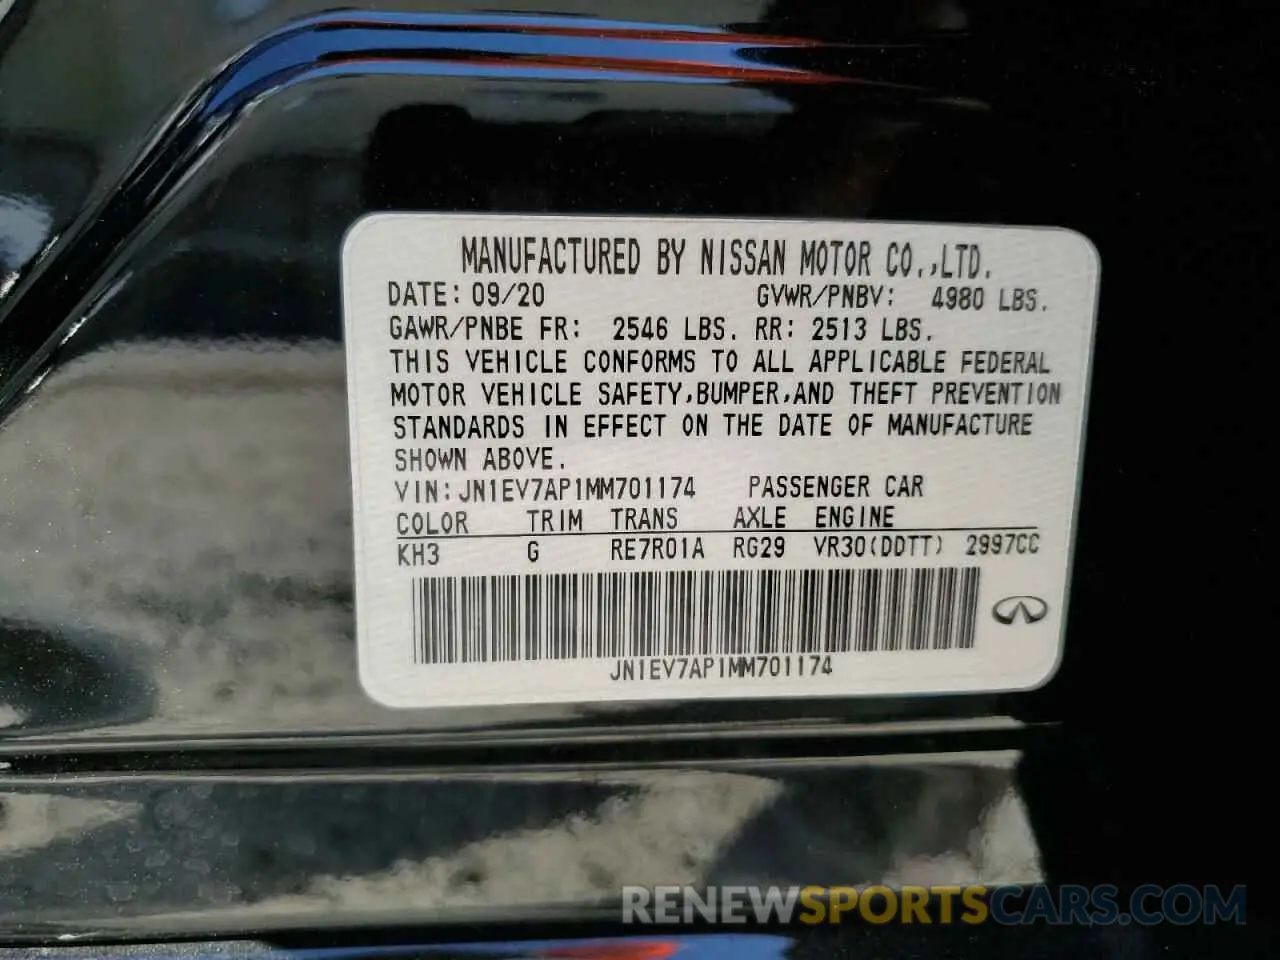 MANUFACTURED BY NISSAN MOTOR CO.,LTD.
DATE: 09/20 GVWR/PNBV: 4980 LBS.
GAWR/PNBE FR: 2546 LBS. RR: 2513 LBS.
THIS VEHICLE CONFORMS TO ALL APPLICABLE FEDERAL
MOTOR VEHICLE SAFETY,BUMPER,AND THEFT PREVENTION
STANDARDS IN EFFECT ON THE DATE OF MANUFACTURE
SHOWN ABOVE.
VIN: JN1EV7AP1MM701174 PASSENGER CAR
COLOR TRIM TRANS AXLE ENGINE
KH3 G RE7R01A RG29 VR30(DDTT) 2997CC
JN1EV7AP1MM701174
RENEWSPORTSCARS.COM